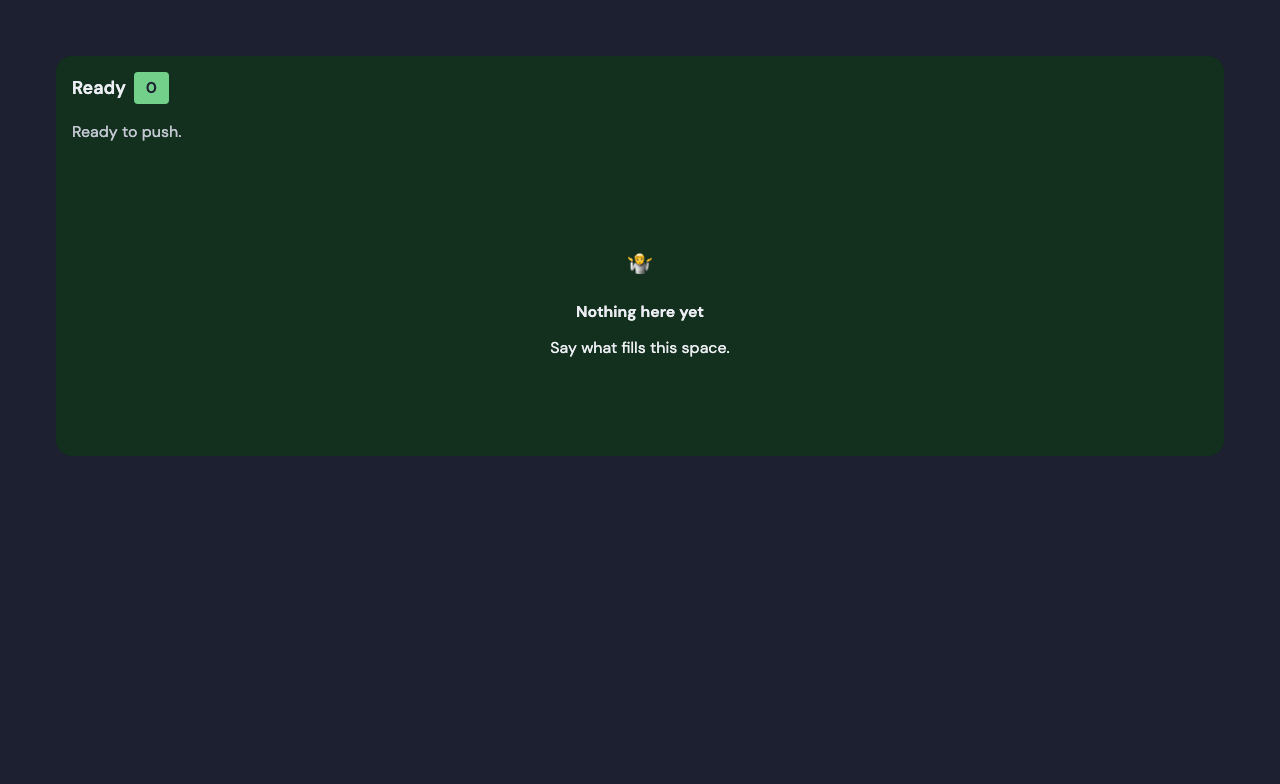 Ready 0
Ready to push.
🤷
Nothing here yet
Say what fills this space.